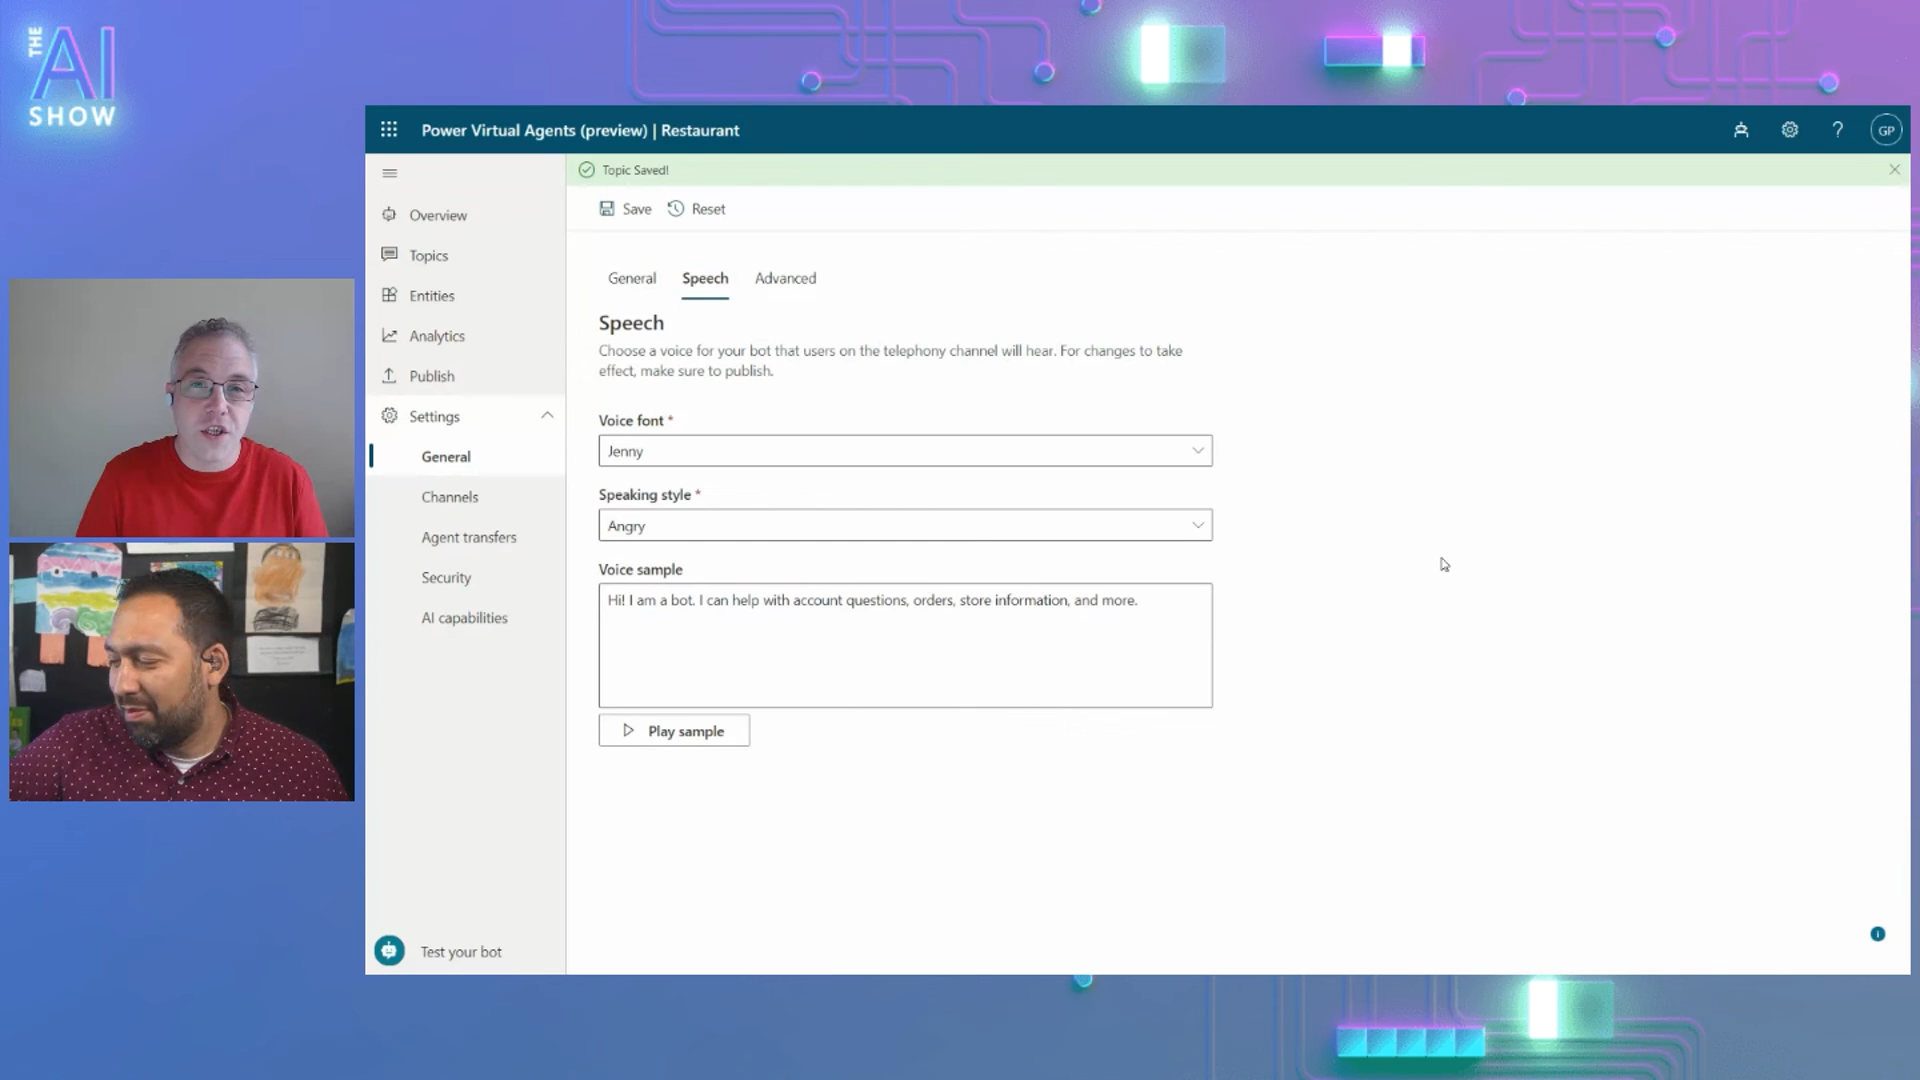 THE
AI
SHOW
Power Virtual Agents (preview) | Restaurant
?
GP
Topic Saved!
Save
Reset
Overview
Topics
Entities
Analytics
Publish
Settings
General
Channels
Agent transfers
Security
AI capabilities
Test your bot
General
Speech
Advanced
Speech
Choose a voice for your bot that users on the telephony channel will hear. For changes to take
effect, make sure to publish.
Voice font *
Jenny
Speaking style *
Angry
Voice sample
Hi! I am a bot. I can help with account questions, orders, store information, and more.
Play sample